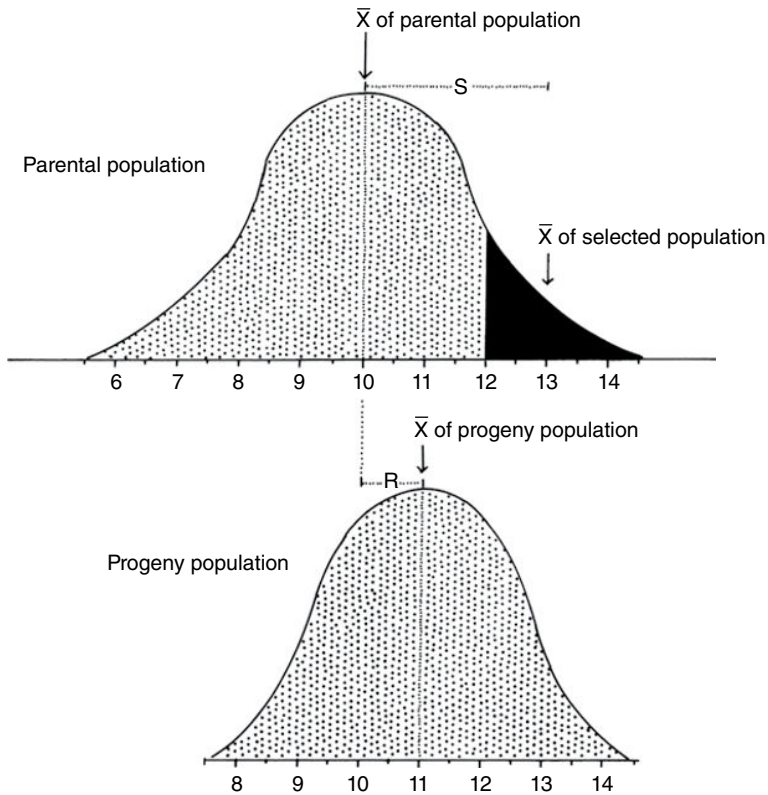 X̅ of parental population
S
Parental population
X̅ of selected population
6 7 8 9 10 11 12 13 14
X̅ of progeny population
R
Progeny population
8 9 10 11 12 13 14